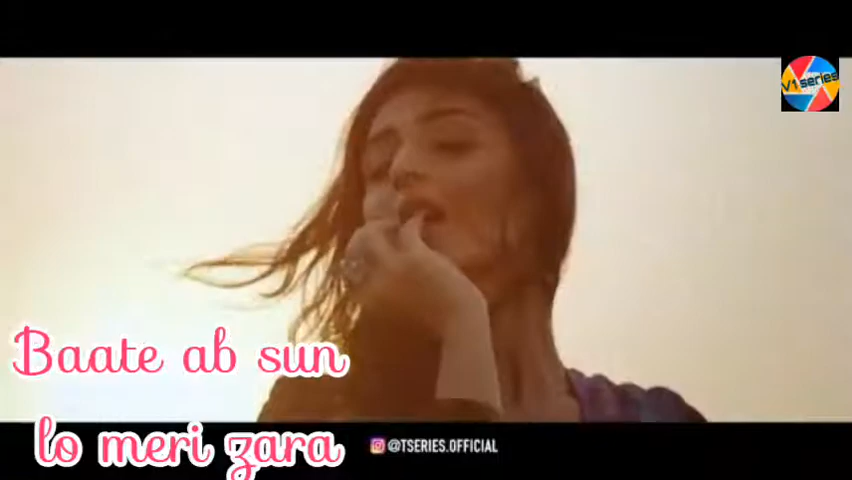 V1 series
Baate ab sun
lo meri zara
@TSERIES.OFFICIAL